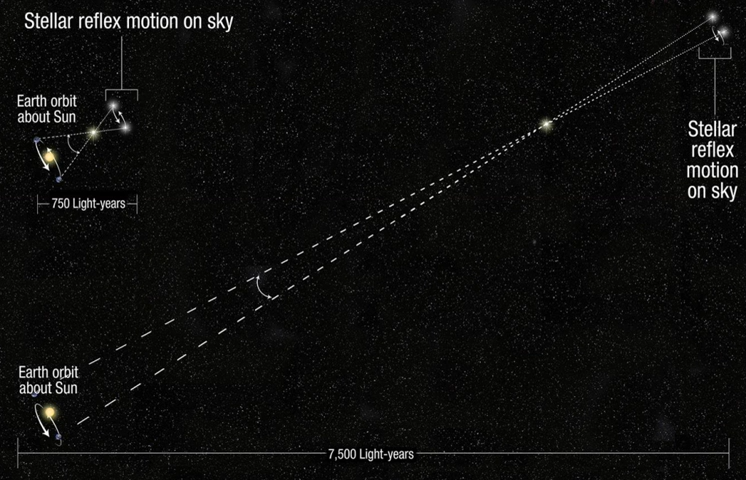 Stellar reflex motion on sky
Earth orbit
about Sun
750 Light-years
Stellar
reflex
motion
on sky
Earth orbit
about Sun
7,500 Light-years